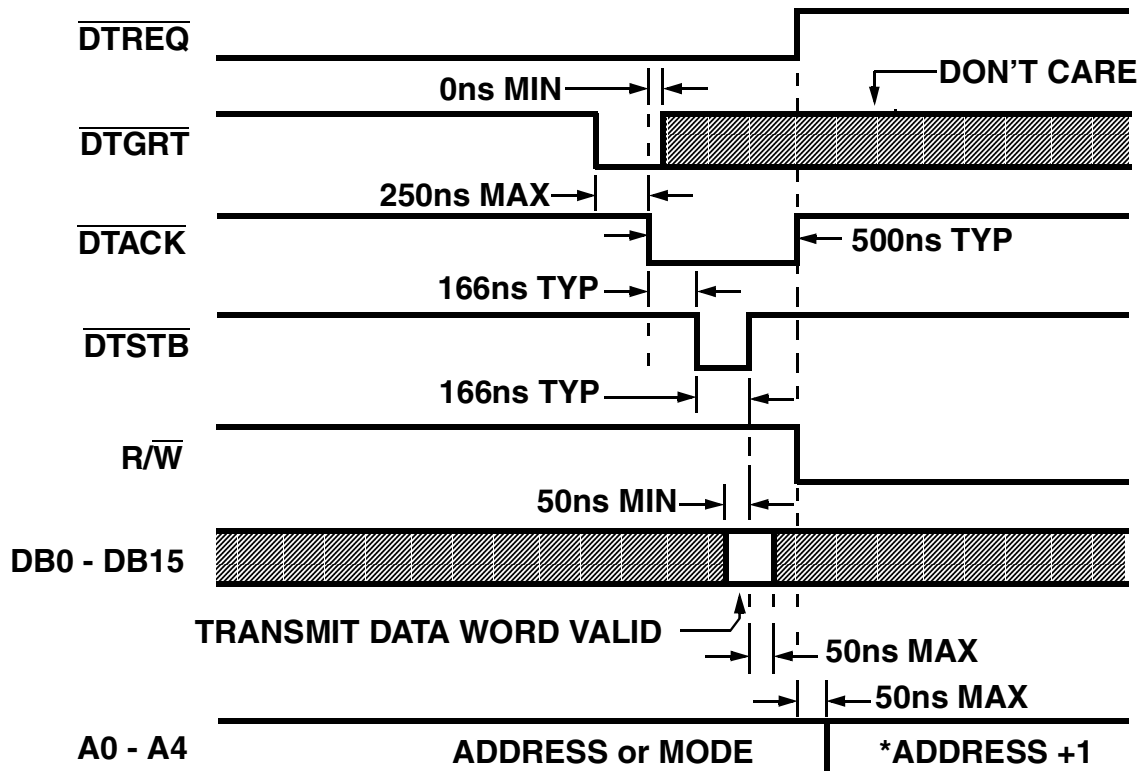 DTREQ
DON'T CARE
0ns MIN
DTGRT
250ns MAX
DTACK
500ns TYP
166ns TYP
DTSTB
166ns TYP
R/W
50ns MIN
DB0 - DB15
TRANSMIT DATA WORD VALID
50ns MAX
50ns MAX
A0 - A4
ADDRESS or MODE
*ADDRESS +1